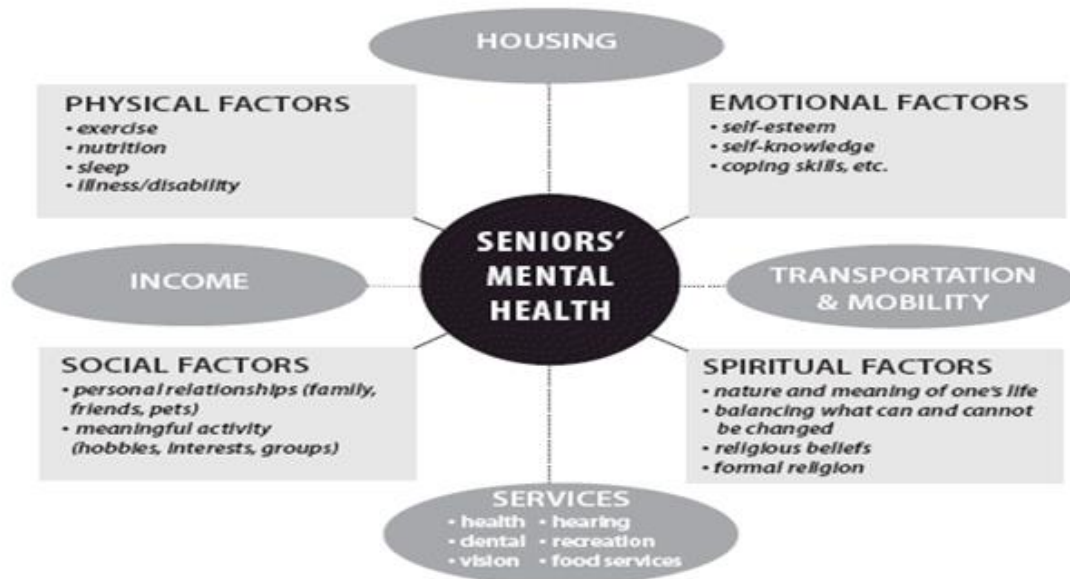 HOUSING
PHYSICAL FACTORS
• exercise
• nutrition
• sleep
• illness/disability
EMOTIONAL FACTORS
• self-esteem
• self-knowledge
• coping skills, etc.
SENIORS'
MENTAL
HEALTH
INCOME
TRANSPORTATION
& MOBILITY
SOCIAL FACTORS
• personal relationships (family,
friends, pets)
• meaningful activity
(hobbies, interests, groups)
SPIRITUAL FACTORS
• nature and meaning of one's life
• balancing what can and cannot
be changed
• religious beliefs
• formal religion
SERVICES
• health • hearing
• dental • recreation
• vision • food services